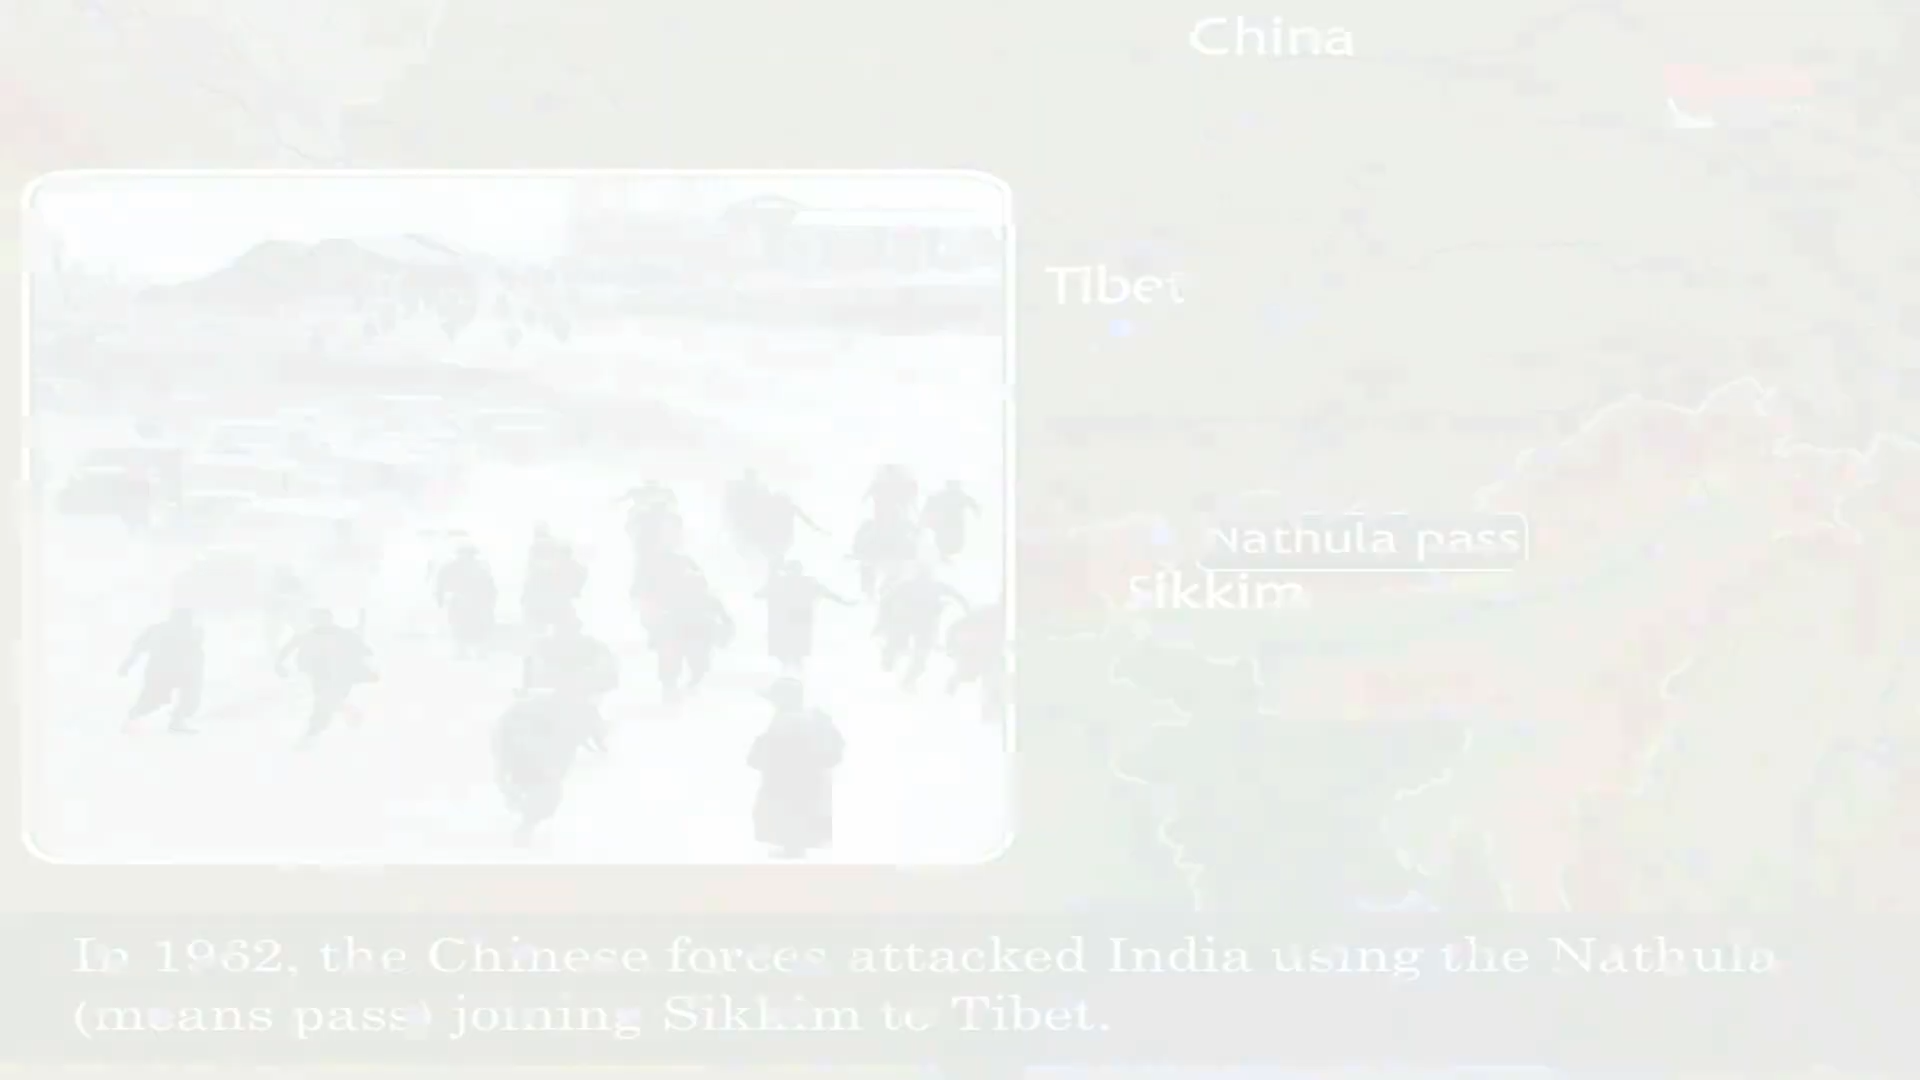 China
Tibet
Nathula pass
Sikkim
In 1962, the Chinese forces attacked India using the Nathula
(means pass) joining Sikkim to Tibet.